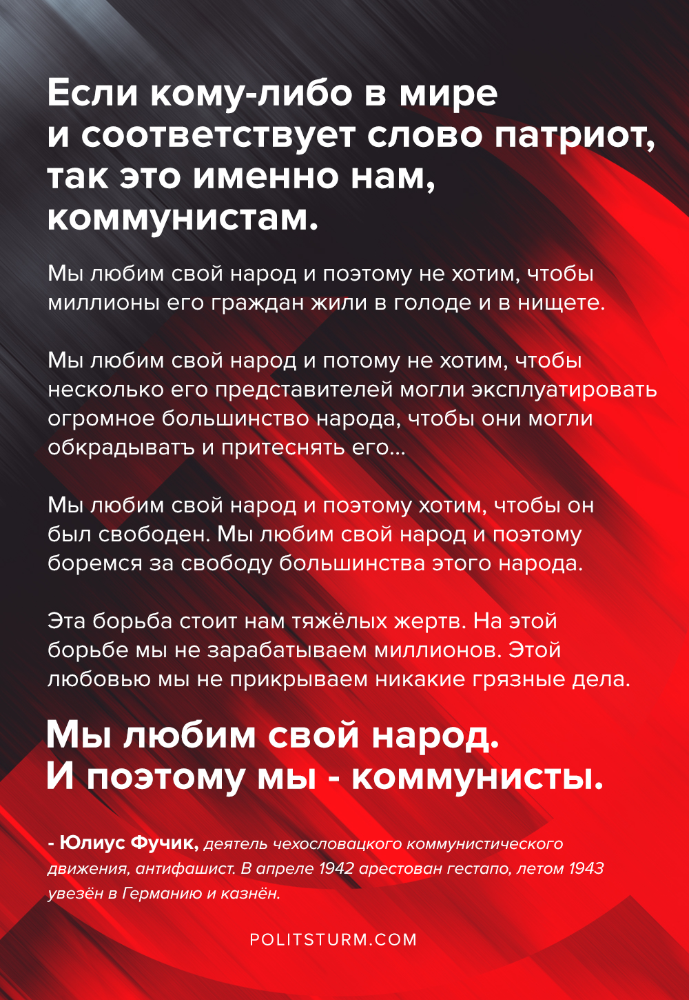 Если кому-либо в мире
и соответствует слово патриот,
так это именно нам,
коммунистам.
Мы любим свой народ и поэтому не хотим, чтобы
миллионы его граждан жили в голоде и в нищете.
Мы любим свой народ и потому не хотим, чтобы
несколько его представителей могли эксплуатировать
огромное большинство народа, чтобы они могли
обкрадыватъ и притеснять его...
Мы любим свой народ и поэтому хотим, чтобы он
был свободен. Мы любим свой народ и поэтому
боремся за свободу большинства этого народа.
Эта борьба стоит нам тяжёлых жертв. На этой
борьбе мы не зарабатываем миллионов. Этой
любовью мы не прикрываем никакие грязные дела.
Мы любим свой народ.
И поэтому мы - коммунисты.
- Юлиус Фучик, деятель чехословацкого коммунистического
движения, антифашист. В апреле 1942 арестован гестапо, летом 1943
увезён в Германию и казнён.
POLITSTURM.COM